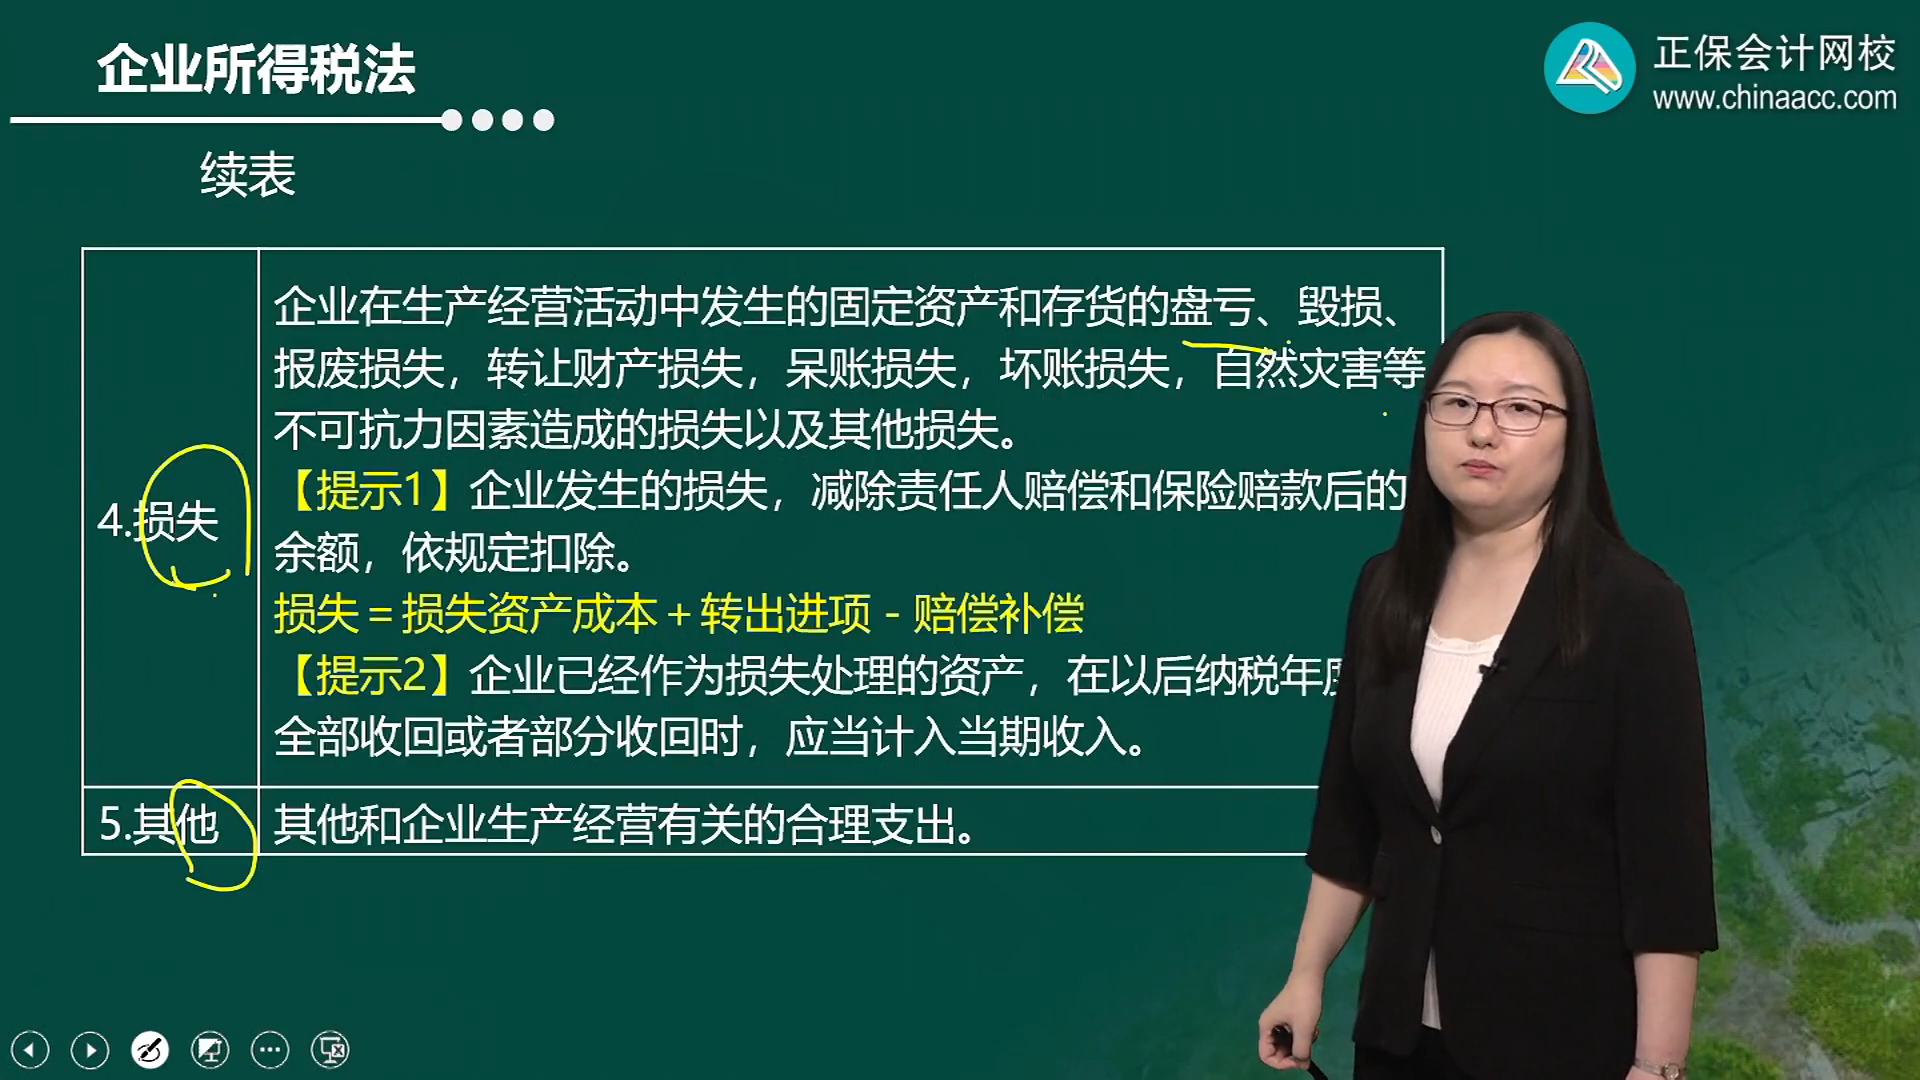 企业所得税法
正保会计网校
www.chinaacc.com
续表
4.损失
企业在生产经营活动中发生的固定资产和存货的盘亏、毁损、
报废损失，转让财产损失，呆账损失，坏账损失，自然灾害等
不可抗力因素造成的损失以及其他损失。
【提示1】企业发生的损失，减除责任人赔偿和保险赔款后的
余额，依规定扣除。
损失＝损失资产成本＋转出进项－赔偿补偿
【提示2】企业已经作为损失处理的资产，在以后纳税年度
全部收回或者部分收回时，应当计入当期收入。
5.其他
其他和企业生产经营有关的合理支出。